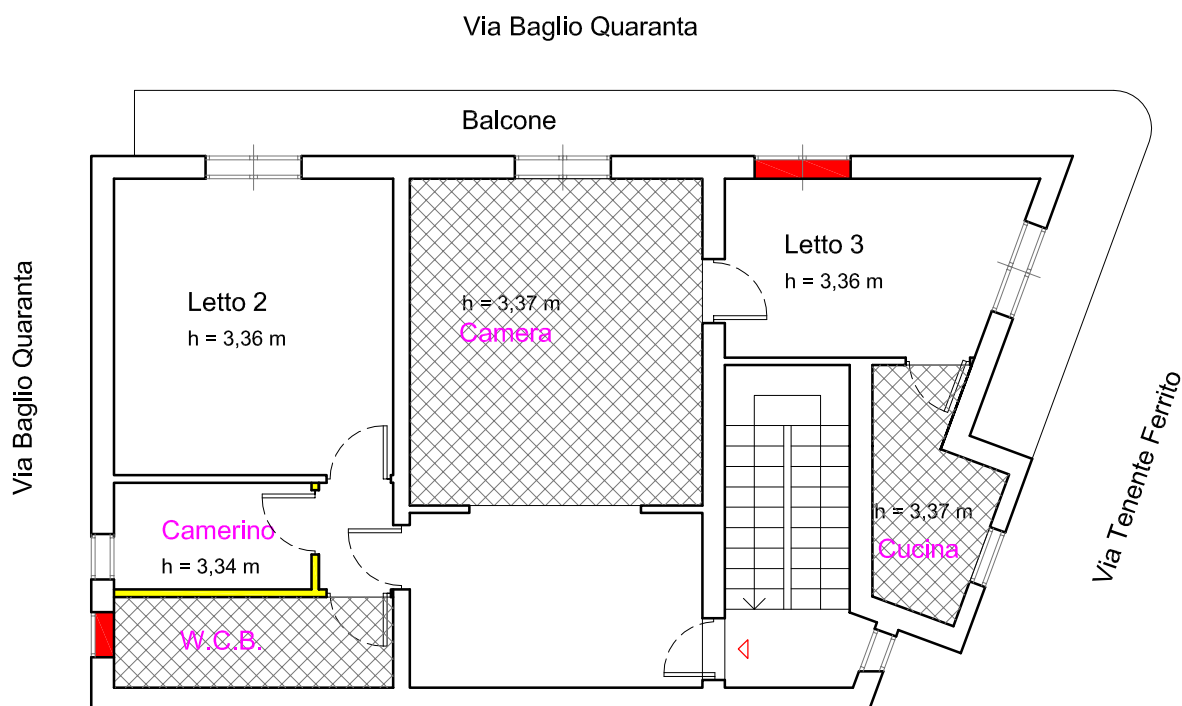 Via Baglio Quaranta
Balcone
Via Baglio Quaranta
Letto 2
h = 3,36 m
h = 3,37 m
Camera
Letto 3
h = 3,36 m
Camerino
h = 3,34 m
W.C.B.
h = 3,37 m
Cucina
Via Tenente Ferrito